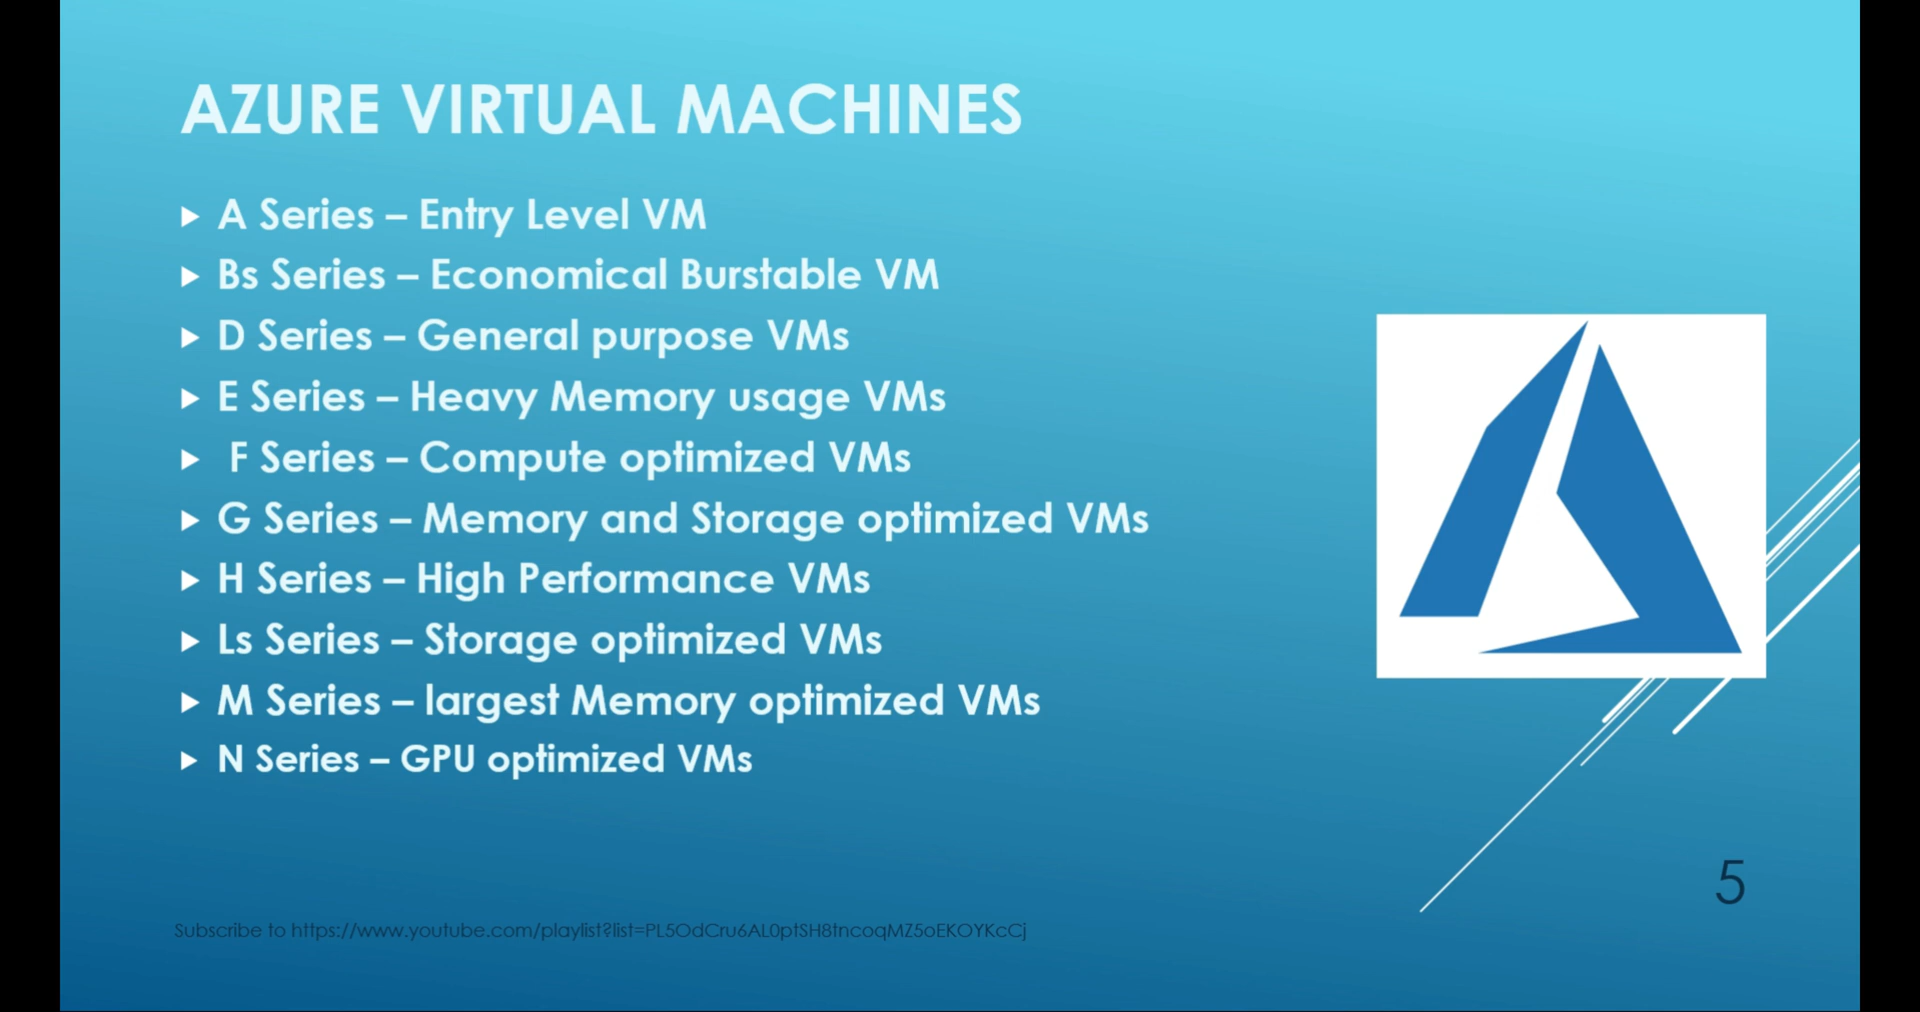 AZURE VIRTUAL MACHINES
A Series – Entry Level VM
Bs Series – Economical Burstable VM
D Series – General purpose VMs
E Series – Heavy Memory usage VMs
F Series – Compute optimized VMs
G Series – Memory and Storage optimized VMs
H Series – High Performance VMs
Ls Series – Storage optimized VMs
M Series – largest Memory optimized VMs
N Series – GPU optimized VMs
5
Subscribe to https://www.youtube.com/playlist?list=PL5OdCru6AL0ptSH8tncoqMZ5oEKOYKcCj